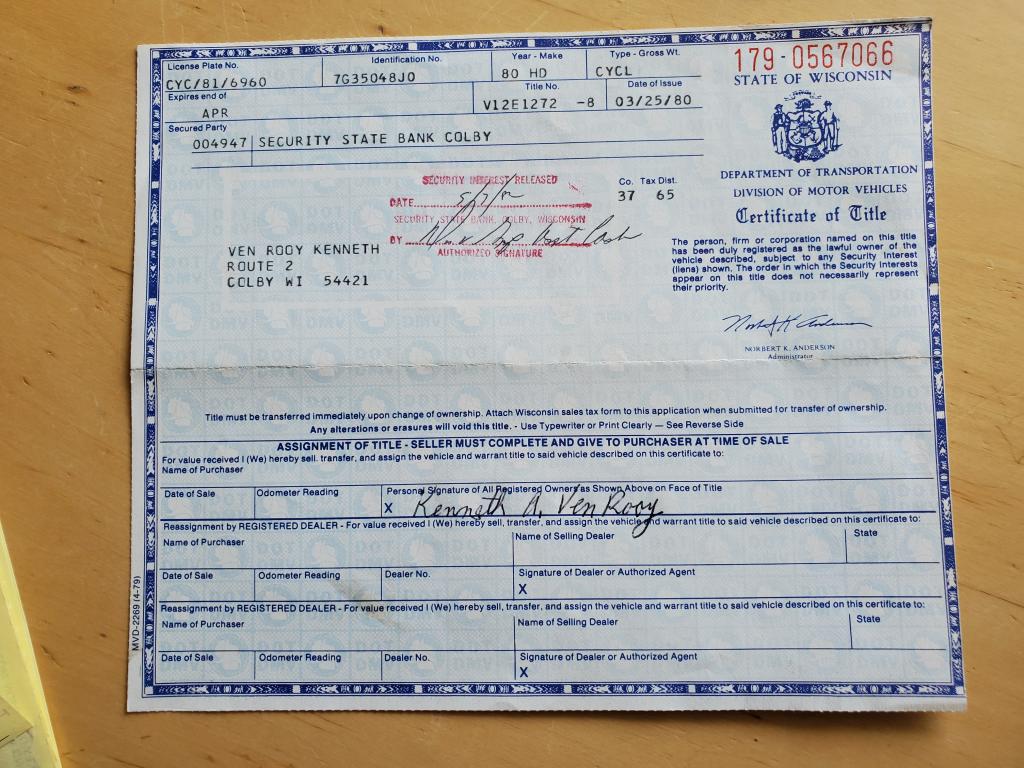 License Plate No. Identification No. Year - Make Type - Gross Wt.
CYC/81/6960 7G35048J0 80 HD CYCL
179-0567066
STATE OF WISCONSIN
Expires end of Title No. Date of Issue
APR V12E1272 -8 03/25/80
Secured Party
004947 SECURITY STATE BANK COLBY
SECURITY INTEREST RELEASED
DATE
SECURITY STATE BANK, COLBY, WISCONSIN
BY
AUTHORIZED SIGNATURE
Co. Tax Dist.
37 65
VEN ROOY KENNETH
ROUTE 2
COLBY WI 54421
DEPARTMENT OF TRANSPORTATION
DIVISION OF MOTOR VEHICLES
Certificate of Title
The person, firm or corporation named on this title
has been duly registered as the lawful owner of the
vehicle described, subject to any Security Interest
(liens) shown. The order in which the Security Interests
appear on this title does not necessarily represent
their priority.
Norbert K. Anderson
NORBERT K. ANDERSON
Administrator
Title must be transferred immediately upon change of ownership. Attach Wisconsin sales tax form to this application when submitted for transfer of ownership.
Any alterations or erasures will void this title. - Use Typewriter or Print Clearly — See Reverse Side
ASSIGNMENT OF TITLE - SELLER MUST COMPLETE AND GIVE TO PURCHASER AT TIME OF SALE
For value received I (We) hereby sell, transfer, and assign the vehicle and warrant title to said vehicle described on this certificate to:
Name of Purchaser
Date of Sale Odometer Reading Personal Signature of All Registered Owners as Shown Above on Face of Title
X Kenneth A. Ven Rooy
Reassignment by REGISTERED DEALER - For value received I (We) hereby sell, transfer, and assign the vehicle and warrant title to said vehicle described on this certificate to:
Name of Purchaser Name of Selling Dealer State
Date of Sale Odometer Reading Dealer No. Signature of Dealer or Authorized Agent
X
Reassignment by REGISTERED DEALER - For value received I (We) hereby sell, transfer, and assign the vehicle and warrant title to said vehicle described on this certificate to:
Name of Purchaser Name of Selling Dealer State
Date of Sale Odometer Reading Dealer No. Signature of Dealer or Authorized Agent
X
MVD-2269 (4-79)